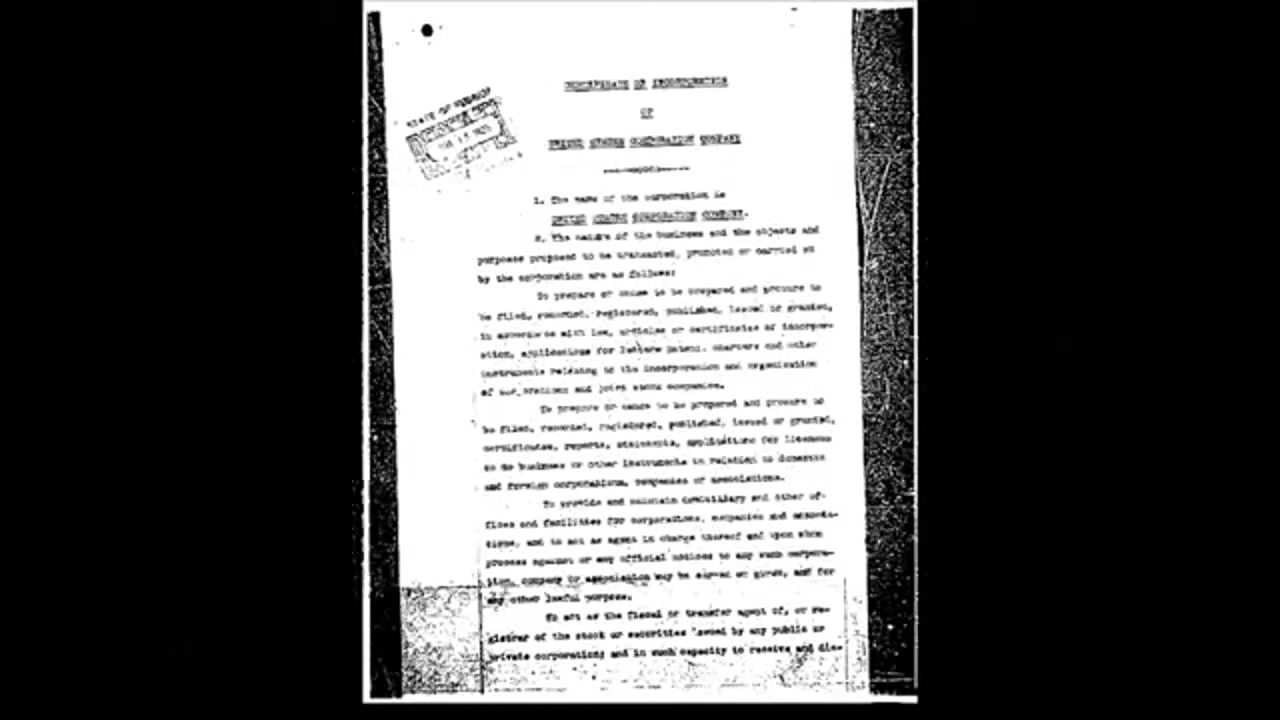 CERTIFICATE OF INCORPORATION
OF
UNITED STATES CORPORATION COMPANY
1. The name of the corporation is
UNITED STATES CORPORATION COMPANY.
2. The nature of the business and the objects and
purposes proposed to be transacted, promoted or carried on
by the corporation are as follows:
To prepare or cause to be prepared and procure to
be filed, recorded, registered, published, issued or granted,
in accordance with law, articles or certificates of incorpor-
ation, applications for letters patent, charters and other
instruments relating to the incorporation and organization
of corporations and joint stock companies.
To prepare or cause to be prepared and procure to
be filed, recorded, registered, published, issued or granted,
certificates, reports, statements, applications for licenses
to do business or other instruments in relation to domestic
and foreign corporations, companies or associations.
To provide and maintain domiciliary and other of-
fices and facilities for corporations, companies and associa-
tions, and to act as agent in charge thereof and upon whom
process against or any official notices to any such corpora-
tion, company or association may be served or given, and for
any other lawful purpose.
To act as the fiscal or transfer agent of, or re-
gistrar of the stock or securities issued by any public or
private corporation; and in such capacity to receive and dis-
STATE OF